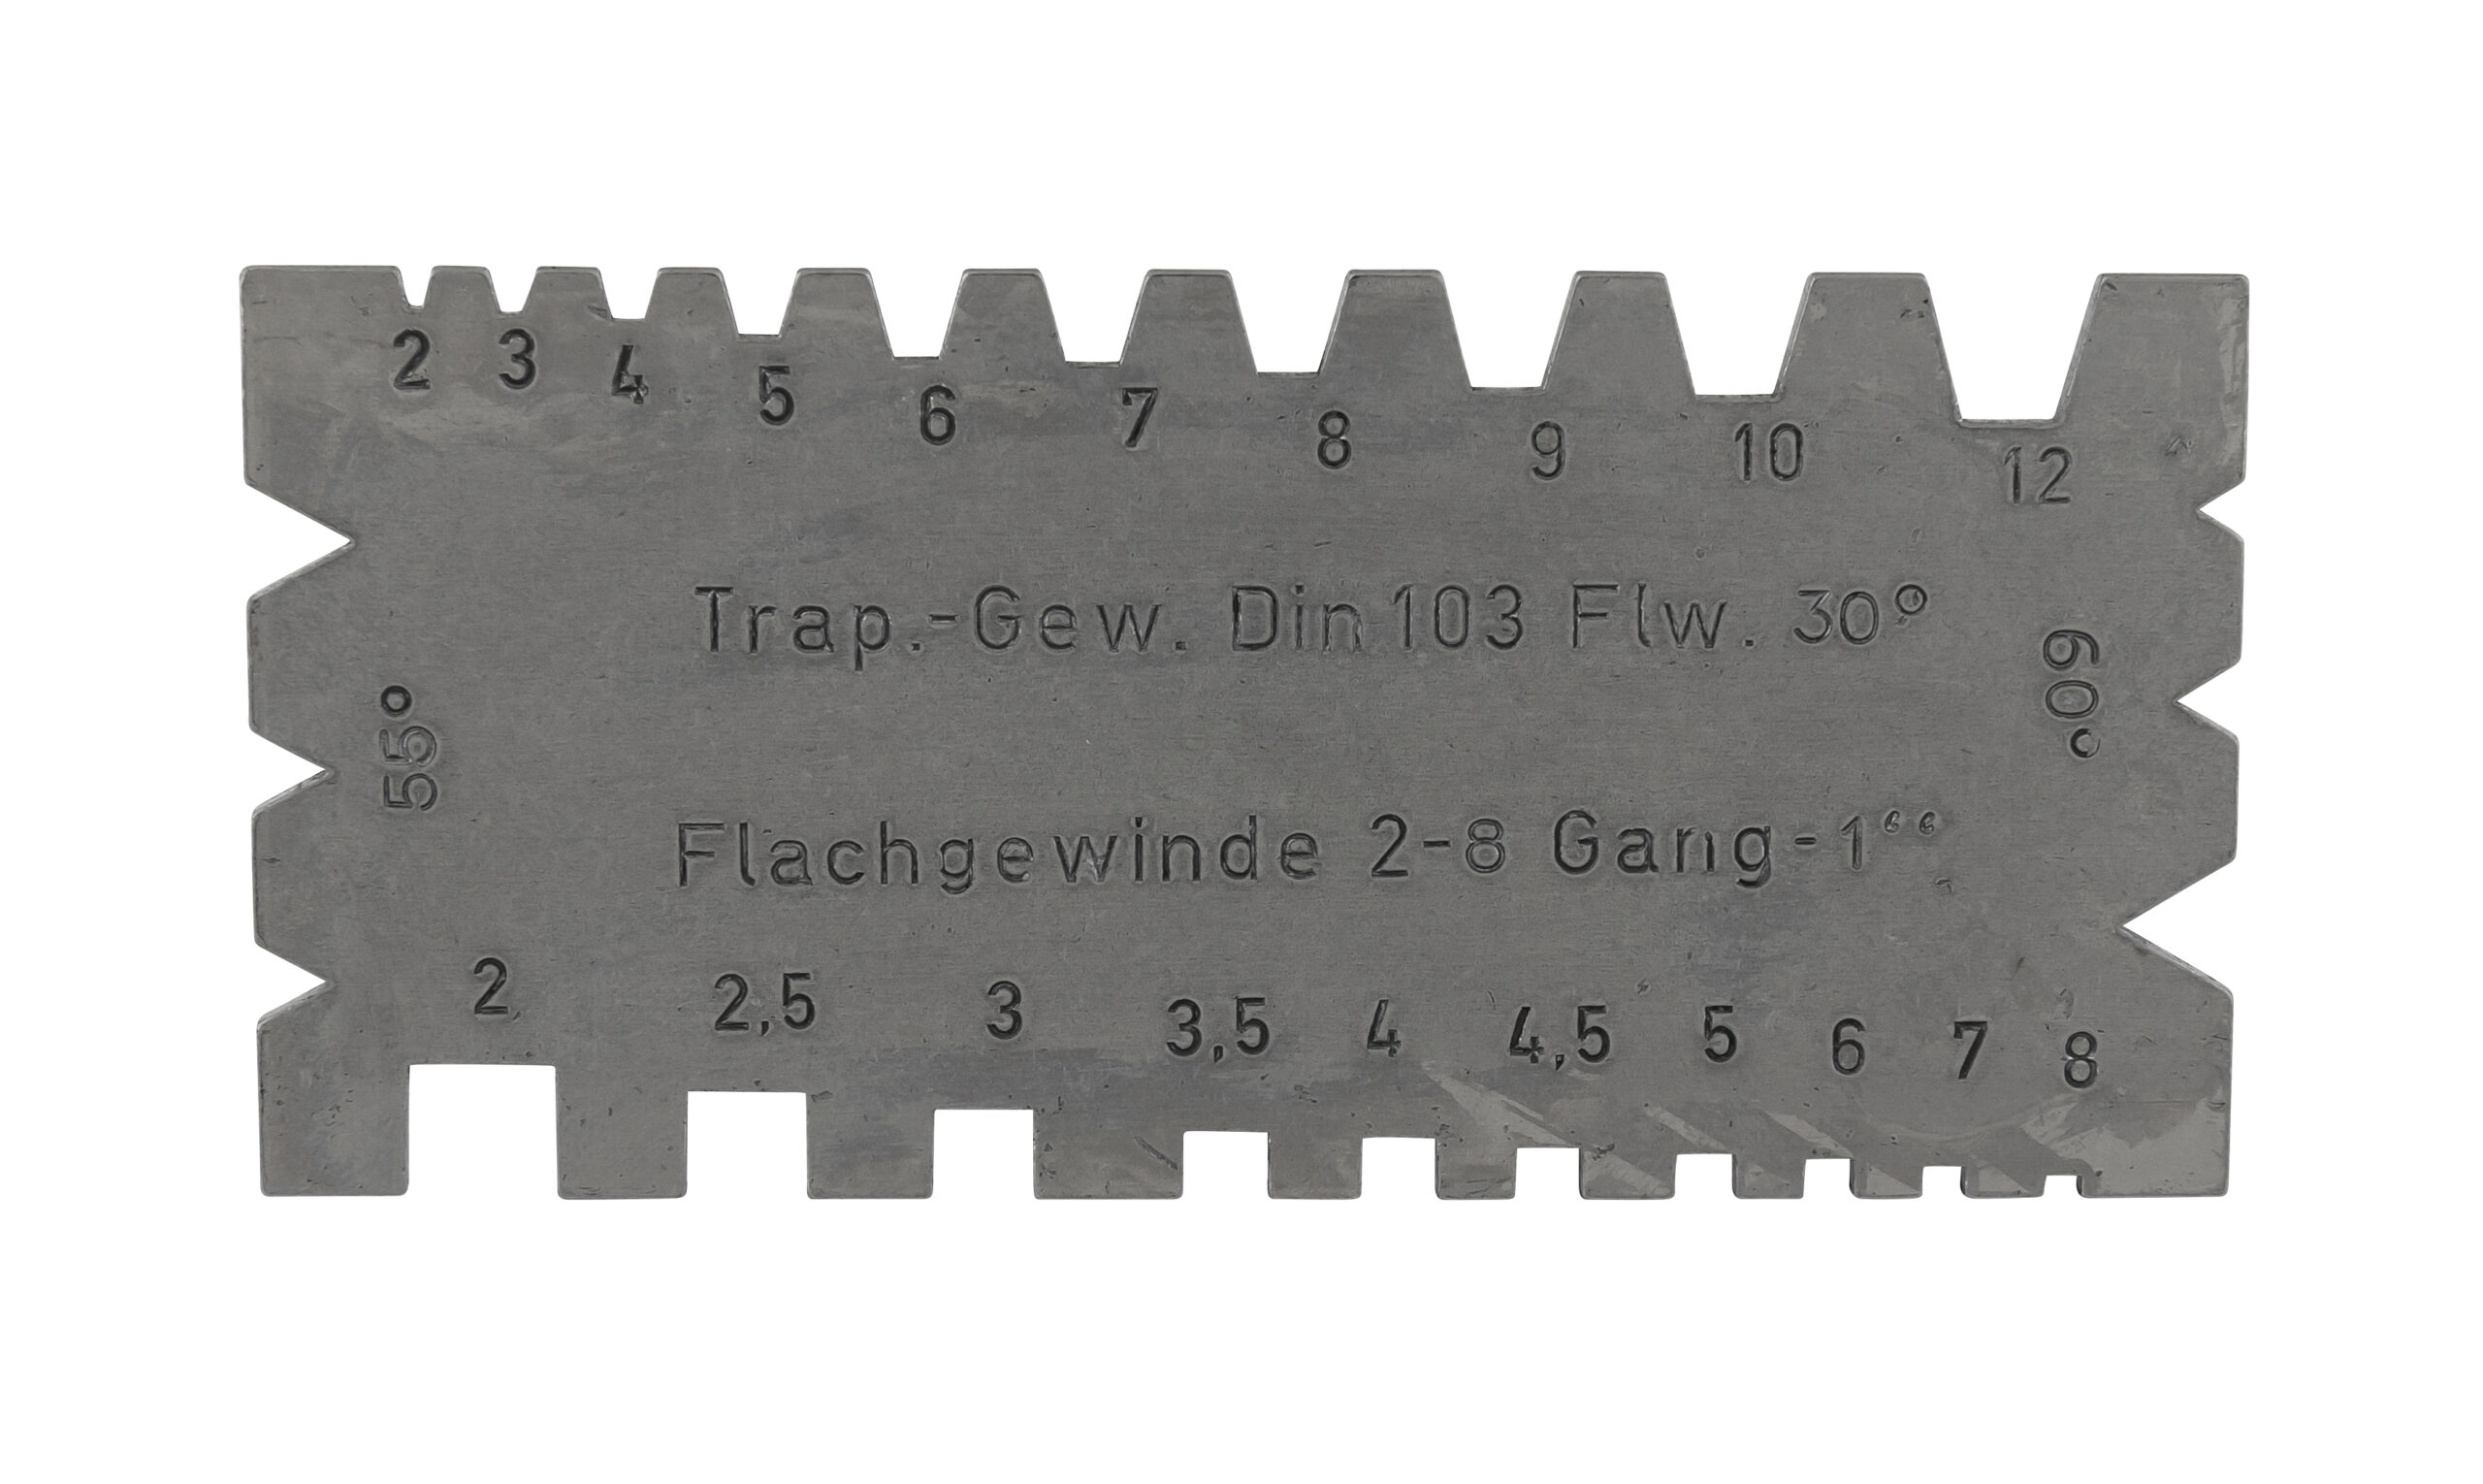 2 3 4 5 6 7 8 9 10 12
Trap.-Gew. Din 103 Flw. 30°
55°
60°
Flachgewinde 2-8 Gang-1“
2 2,5 3 3,5 4 4,5 5 6 7 8